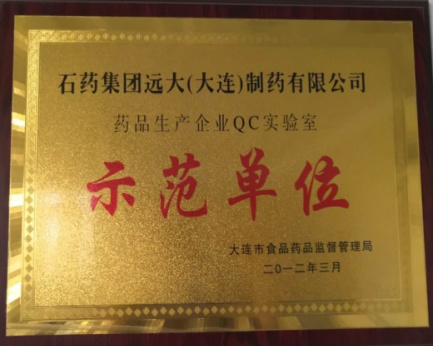 石药集团远大(大连)制药有限公司
药品生产企业QC实验室
示范单位
大连市食品药品监督管理局
二〇一二年三月